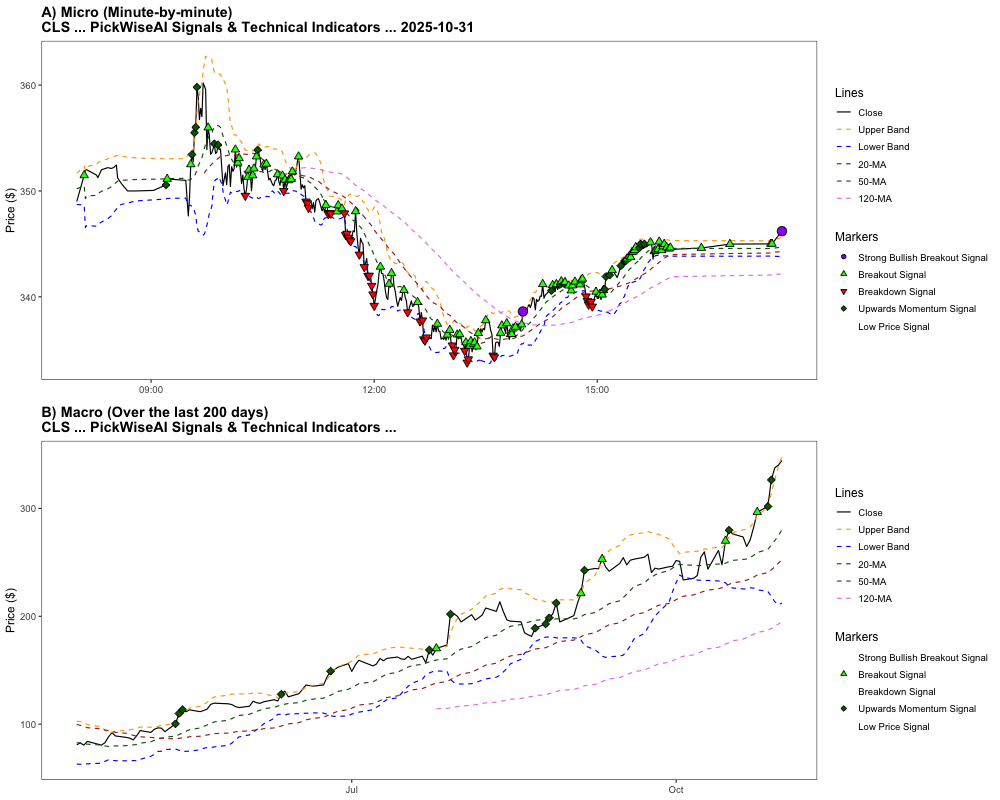 A) Micro (Minute-by-minute)
CLS ... PickWiseAI Signals & Technical Indicators ... 2025-10-31
Price ($)
360
350
340
09:00
12:00
15:00
Lines
Close
Upper Band
Lower Band
20-MA
50-MA
120-MA
Markers
Strong Bullish Breakout Signal
Breakout Signal
Breakdown Signal
Upwards Momentum Signal
Low Price Signal
B) Macro (Over the last 200 days)
CLS ... PickWiseAI Signals & Technical Indicators ...
Price ($)
300
200
100
Jul
Oct
Lines
Close
Upper Band
Lower Band
20-MA
50-MA
120-MA
Markers
Strong Bullish Breakout Signal
Breakout Signal
Breakdown Signal
Upwards Momentum Signal
Low Price Signal